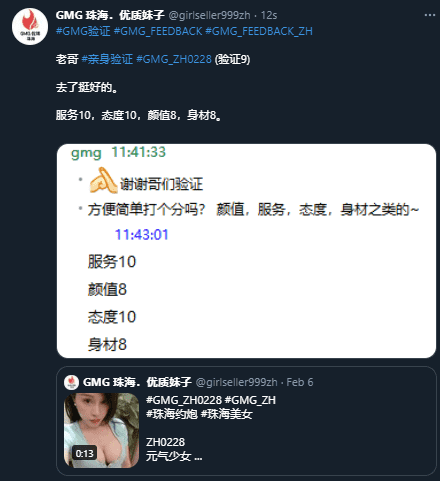 GMG 珠海．优质妹子 @girlseller999zh · 12s
#GMG验证 #GMG_FEEDBACK #GMG_FEEDBACK_ZH
老哥 #亲身验证 #GMG_ZH0228 (验证9)
去了挺好的。
服务10，态度10，颜值8，身材8。
gmg 11:41:33
谢谢哥们验证
方便简单打个分吗？ 颜值，服务，态度，身材之类的~
11:43:01
服务10
颜值8
态度10
身材8
GMG 珠海．优质妹子 @girlseller999zh · Feb 6
#GMG_ZH0228 #GMG_ZH
#珠海约炮 #珠海美女
ZH0228
元气少女 ...
0:13